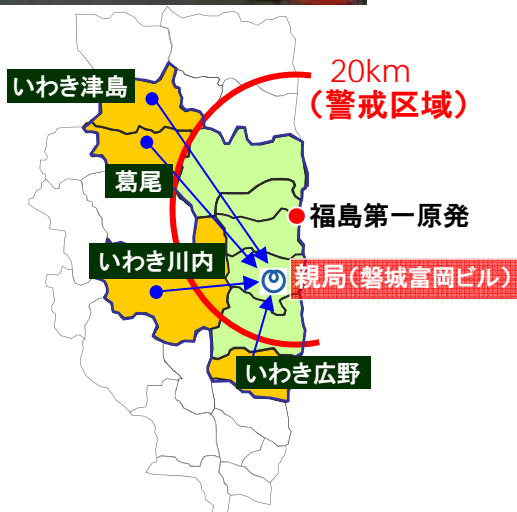 いわき津島
20km
（警戒区域）
葛尾
福島第一原発
いわき川内
親局（磐城富岡ビル）
いわき広野